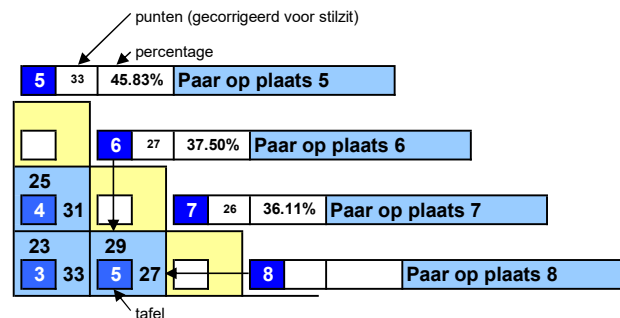 punten (gecorrigeerd voor stilzit)
percentage
5 33 45.83% Paar op plaats 5
6 27 37.50% Paar op plaats 6
25
4 31
7 26 36.11% Paar op plaats 7
23 29
3 33 5 27
8 Paar op plaats 8
tafel